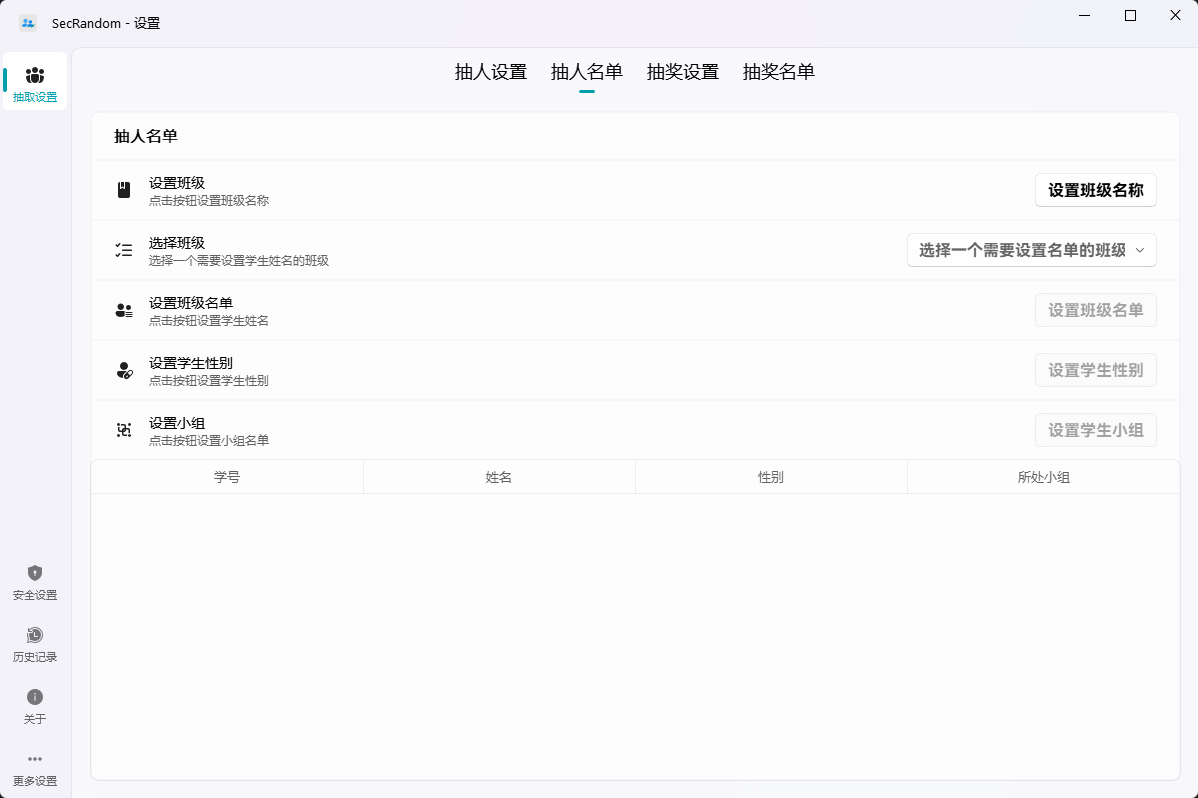 SecRandom - 设置
抽取设置
抽人设置 抽人名单 抽奖设置 抽奖名单
抽人名单
设置班级
点击按钮设置班级名称
设置班级名称
选择班级
选择一个需要设置学生姓名的班级
选择一个需要设置名单的班级
设置班级名单
点击按钮设置学生姓名
设置班级名单
设置学生性别
点击按钮设置学生性别
设置学生性别
设置小组
点击按钮设置小组名单
设置学生小组
学号 姓名 性别 所处小组
安全设置
历史记录
关于
更多设置